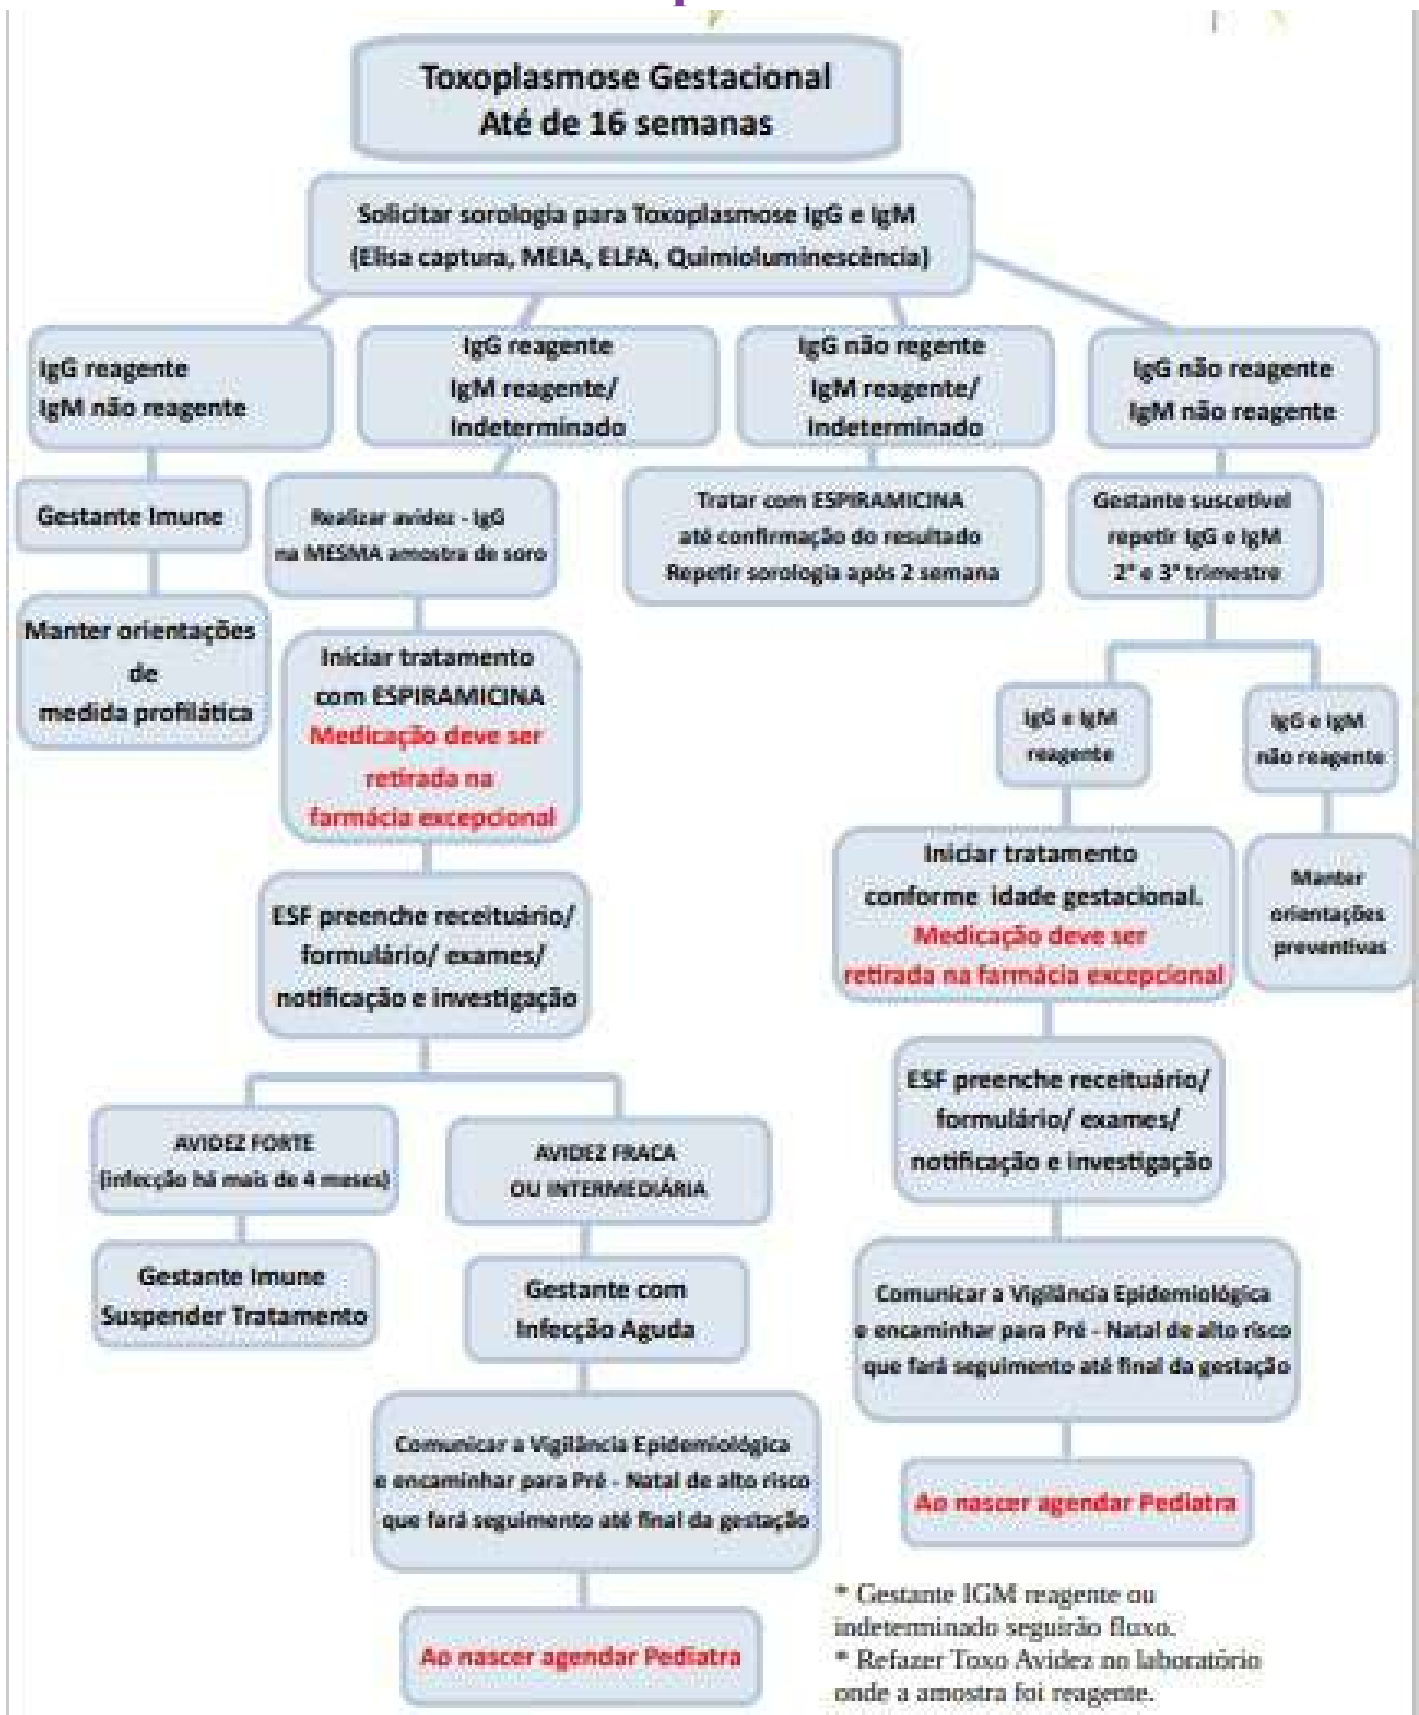 Toxoplasmose Gestacional
Até de 16 semanas
Solicitar sorologia para Toxoplasmose IgG e IgM
(Elisa captura, MEIA, ELFA, Quimioluminescência)
IgG reagente
IgM não reagente
IgG reagente
IgM reagente/
Indeterminado
IgG não regente
IgM reagente/
Indeterminado
IgG não reagente
IgM não reagente
Gestante Imune
Manter orientações
de
medida profilática
Realizar avidez - IgG
na MESMA amostra de soro
Iniciar tratamento
com ESPIRAMICINA
Medicação deve ser
retirada na
farmácia excepcional
ESF preenche receituário/
formulário/ exames/
notificação e investigação
AVIDEZ FORTE
(infecção há mais de 4 meses)
Gestante Imune
Suspender Tratamento
AVIDEZ FRACA
OU INTERMEDIÁRIA
Gestante com
Infecção Aguda
Comunicar a Vigilância Epidemiológica
e encaminhar para Pré - Natal de alto risco
que fará seguimento até final da gestação
Ao nascer agendar Pediatra
Tratar com ESPIRAMICINA
até confirmação do resultado
Repetir sorologia após 2 semana
Gestante suscetível
repetir IgG e IgM
2° e 3° trimestre
IgG e IgM
reagente
IgG e IgM
não reagente
Iniciar tratamento
conforme idade gestacional.
Medicação deve ser
retirada na farmácia excepcional
Manter
orientações
preventivas
ESF preenche receituário/
formulário/ exames/
notificação e investigação
Comunicar a Vigilância Epidemiológica
e encaminhar para Pré - Natal de alto risco
que fará seguimento até final da gestação
Ao nascer agendar Pediatra
* Gestante IGM reagente ou
indeterminado seguirão fluxo.
* Refazer Toxo Avidez no laboratório
onde a amostra foi reagente.